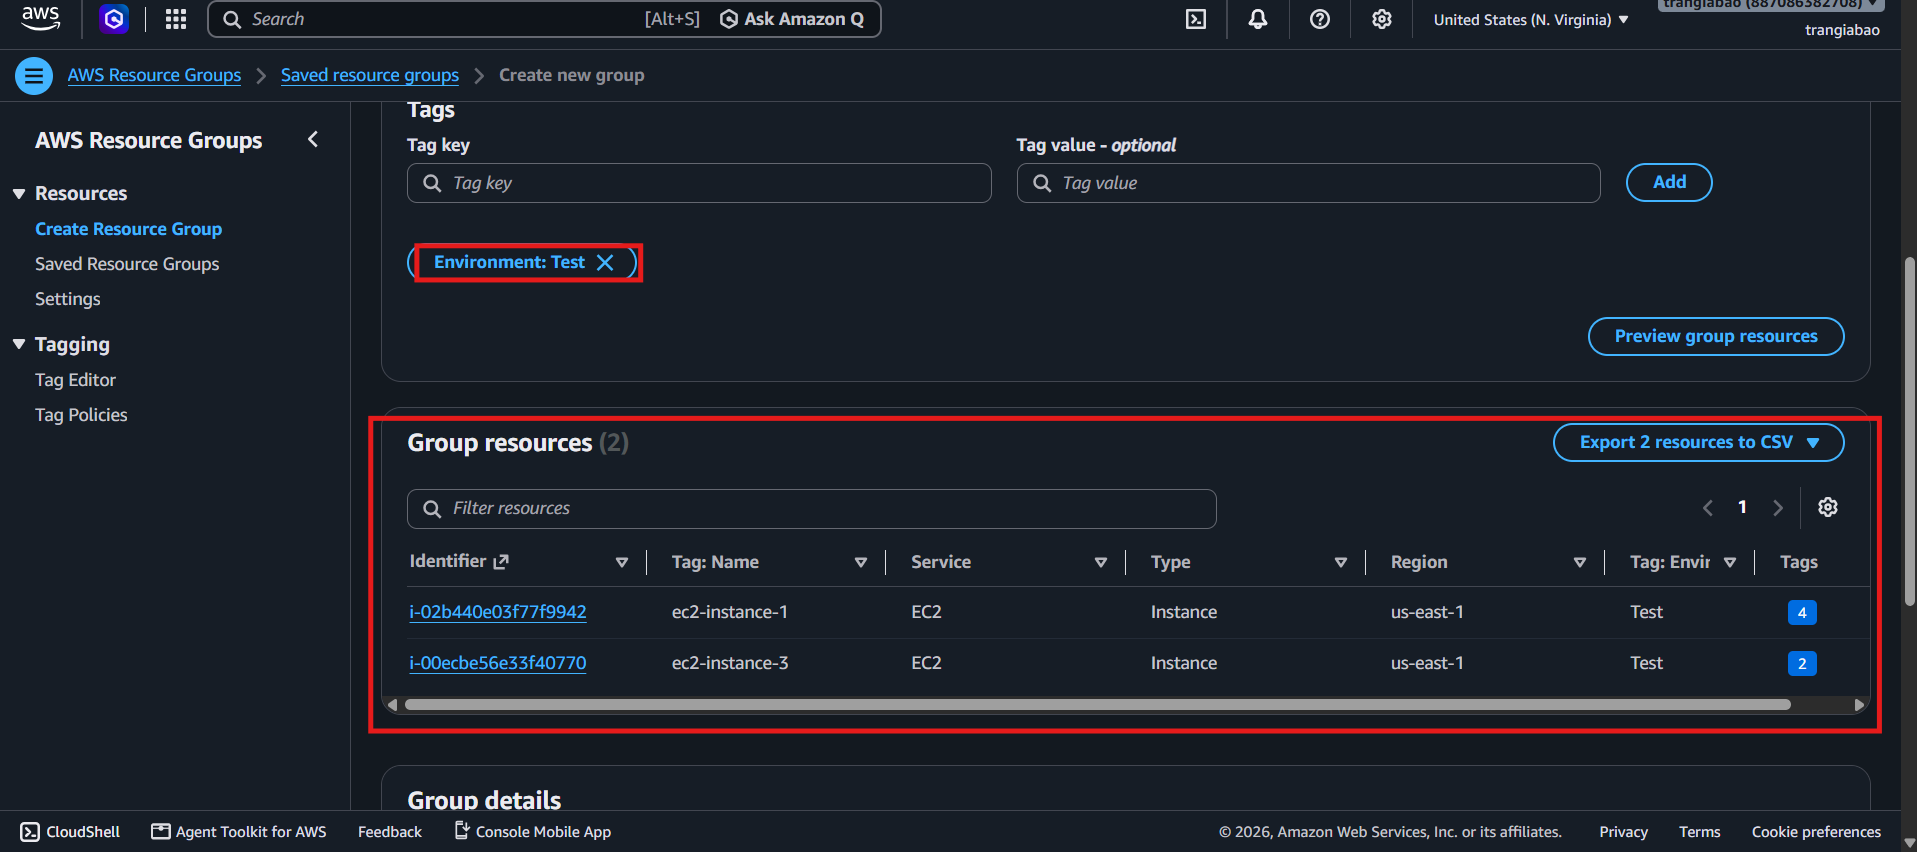 aws
Search [Alt+S] Ask Amazon Q
United States (N. Virginia)
trangiabao (887086382708)
trangiabao
AWS Resource Groups
Saved resource groups
Create new group
AWS Resource Groups
Resources
Create Resource Group
Saved Resource Groups
Settings
Tagging
Tag Editor
Tag Policies
Tags
Tag key
Tag value - optional
Tag key
Tag value
Add
Environment: Test
Preview group resources
Group resources (2)
Export 2 resources to CSV
Filter resources
1
Identifier Tag: Name Service Type Region Tag: Envir Tags
i-02b440e03f77f9942 ec2-instance-1 EC2 Instance us-east-1 Test 4
i-00ecbe56e33f40770 ec2-instance-3 EC2 Instance us-east-1 Test 2
Group details
CloudShell Agent Toolkit for AWS Feedback Console Mobile App © 2026, Amazon Web Services, Inc. or its affiliates. Privacy Terms Cookie preferences